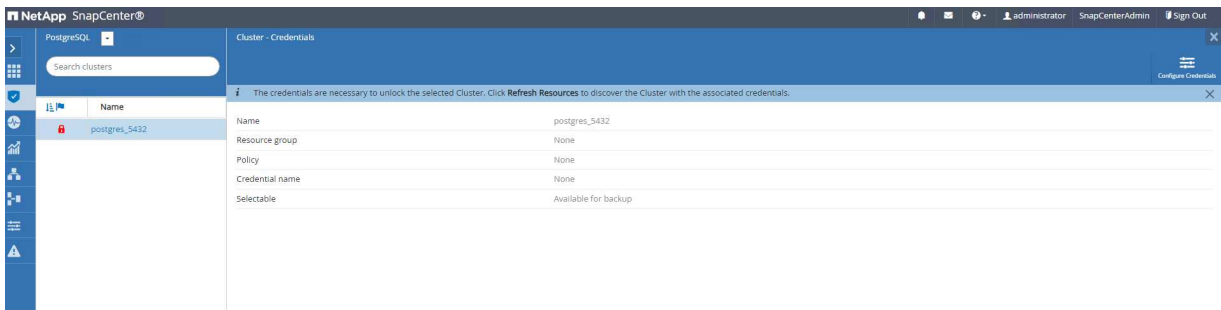 NetApp SnapCenter®
administrator SnapCenterAdmin Sign Out
PostgreSQL
Cluster - Credentials
Search clusters
Configure Credentials
i The credentials are necessary to unlock the selected Cluster. Click Refresh Resources to discover the Cluster with the associated credentials.
Name
postgres_5432
Name postgres_5432
Resource group None
Policy None
Credential name None
Selectable Available for backup